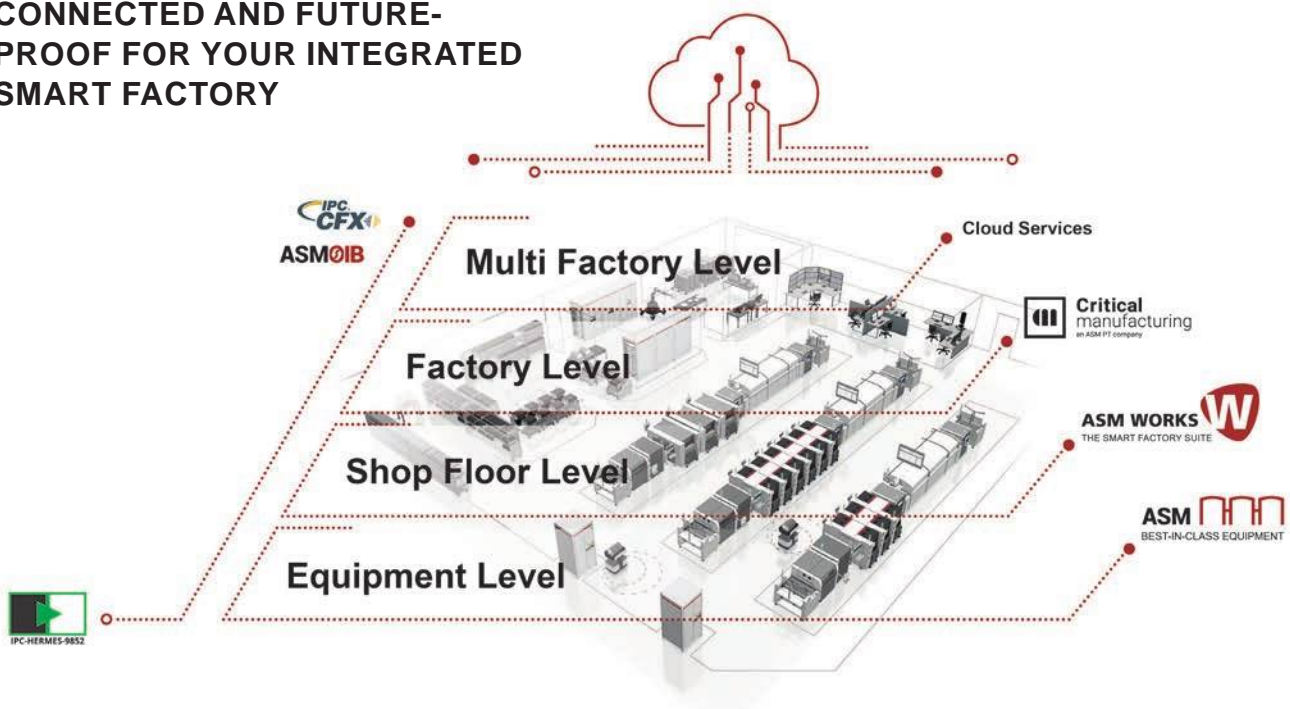 CONNECTED AND FUTURE-
PROOF FOR YOUR INTEGRATED
SMART FACTORY
IPC
CFX
ASMOIB
Multi Factory Level
Cloud Services
Critical
manufacturing
an ASM PT company
Factory Level
ASM WORKS W
THE SMART FACTORY SUITE
Shop Floor Level
ASM
BEST-IN-CLASS EQUIPMENT
Equipment Level
IPC-HERMES-9852